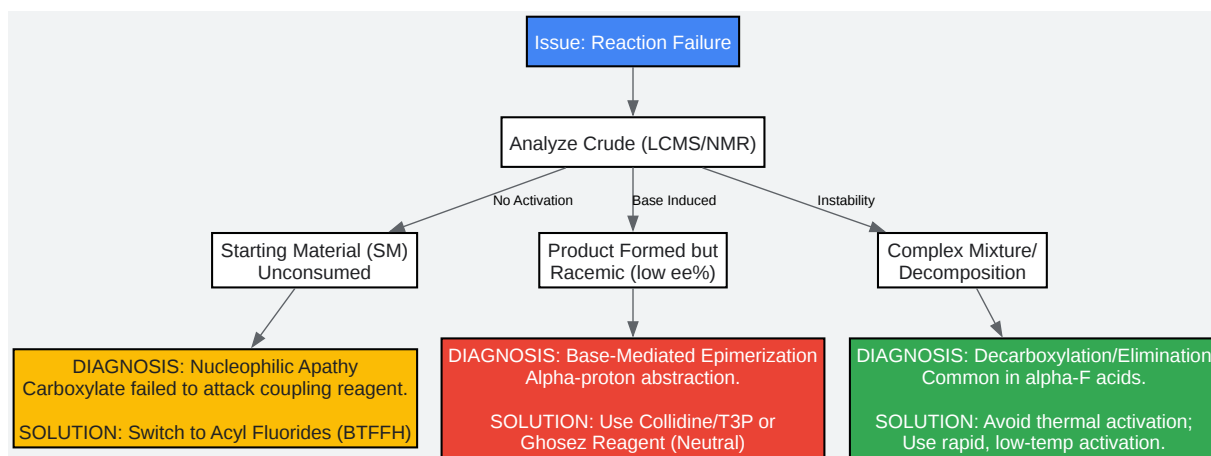 Issue: Reaction Failure
Analyze Crude (LCMS/NMR)
No Activation
Base Induced
Instability
Starting Material (SM)
Unconsumed
Product Formed but
Racemic (low ee%)
Complex Mixture/
Decomposition
DIAGNOSIS: Nucleophilic Apathy
Carboxylate failed to attack coupling reagent.
SOLUTION: Switch to Acyl Fluorides (BTFFH)
DIAGNOSIS: Base-Mediated Epimerization
Alpha-proton abstraction.
SOLUTION: Use Collidine/T3P or
Ghosez Reagent (Neutral)
DIAGNOSIS: Decarboxylation/Elimination
Common in alpha-F acids.
SOLUTION: Avoid thermal activation;
Use rapid, low-temp activation.